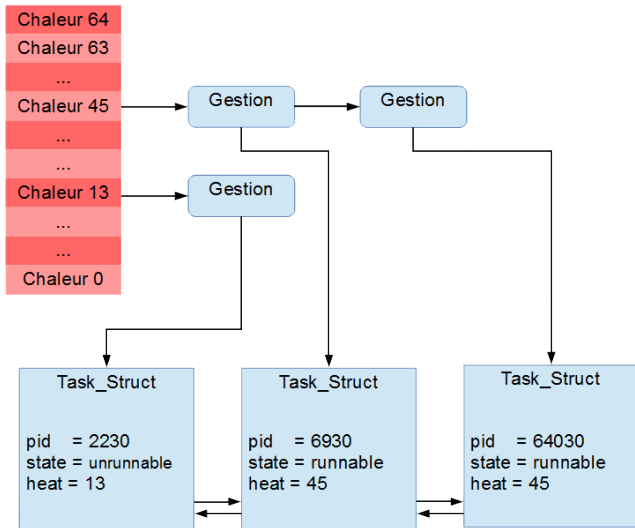 Chaleur 64
Chaleur 63
...
Chaleur 45
...
...
Chaleur 13
...
...
Chaleur 0
Gestion
Gestion
Gestion
Task_Struct
pid = 2230
state = unrunnable
heat = 13
Task_Struct
pid = 6930
state = runnable
heat = 45
Task_Struct
pid = 64030
state = runnable
heat = 45